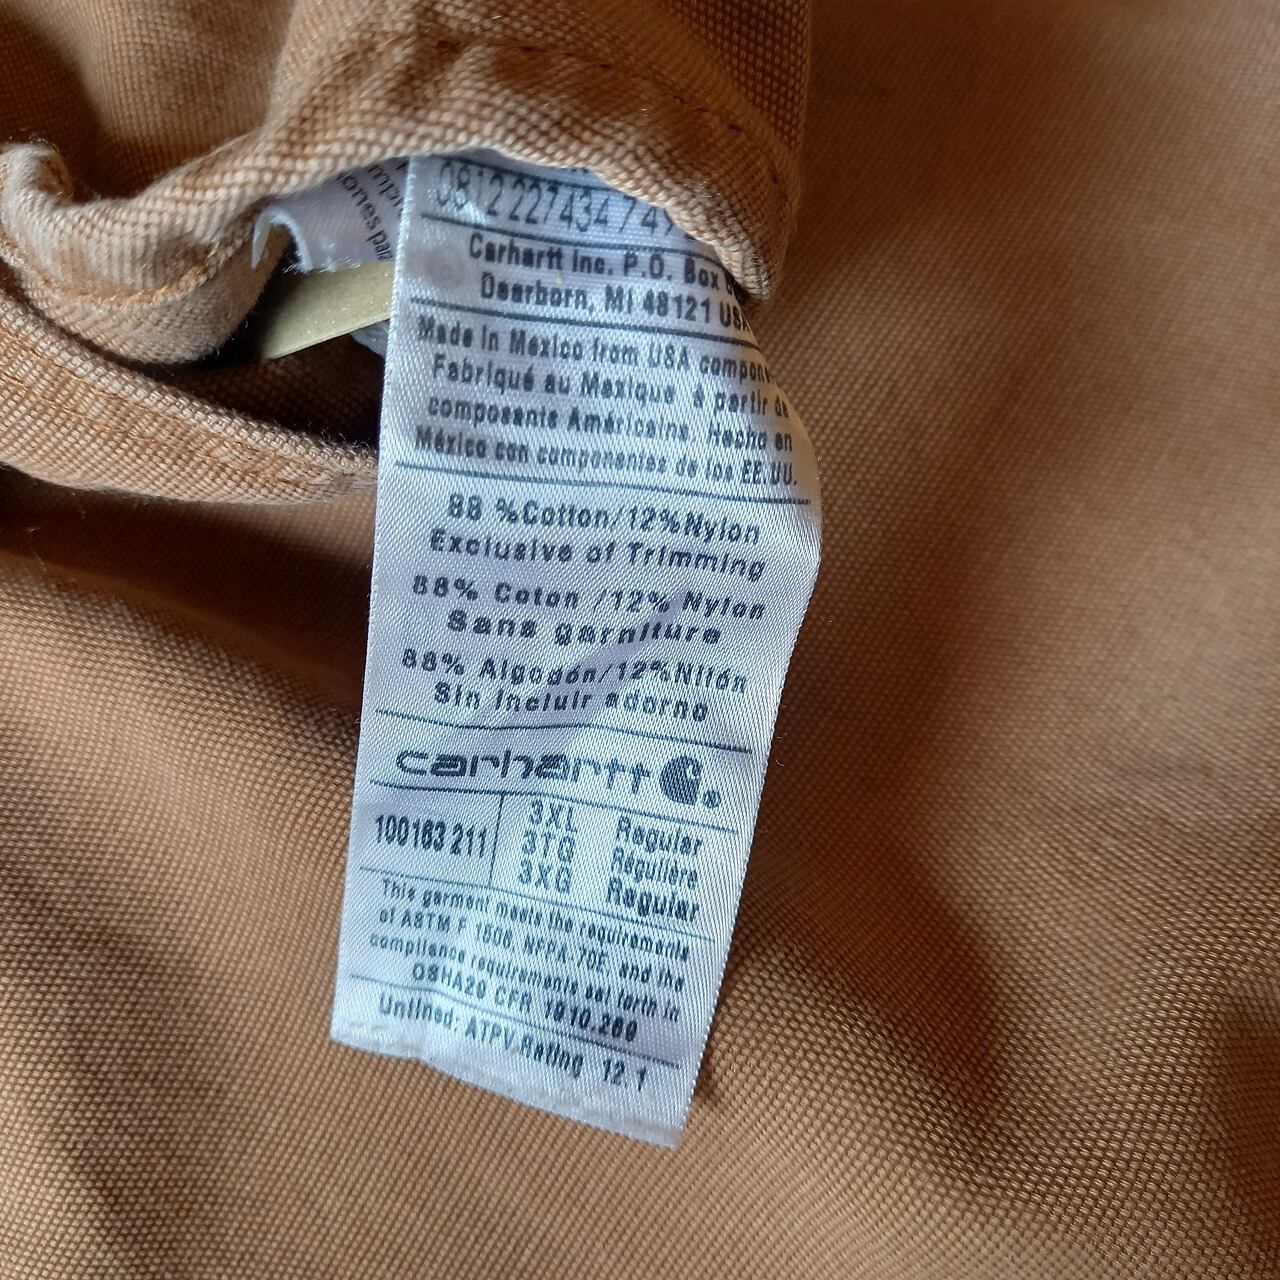 ones par
Carhartt Inc. P.O. Box
Dearborn, MI 48121 USA
Made in Mexico from USA compone
Fabriqué au Mexique à partir de
composants Américains. Hecho en
México con componentes de los EE.UU.
88 %Cotton/12%Nylon
Exclusive of Trimming
88% Coton /12% Nylon
Sans garniture
88% Algodón/12%Nilón
Sin incluir adorno
carhartt ®
100163 211
3XL Regular
3TG Régulière
3XG Regular
This garment meets the requirements
of ASTM F 1506, NFPA-70E, and the
compliance requirements set forth in
OSHA29 CFR 1910.269
Unlined: ATPV Rating 12.1